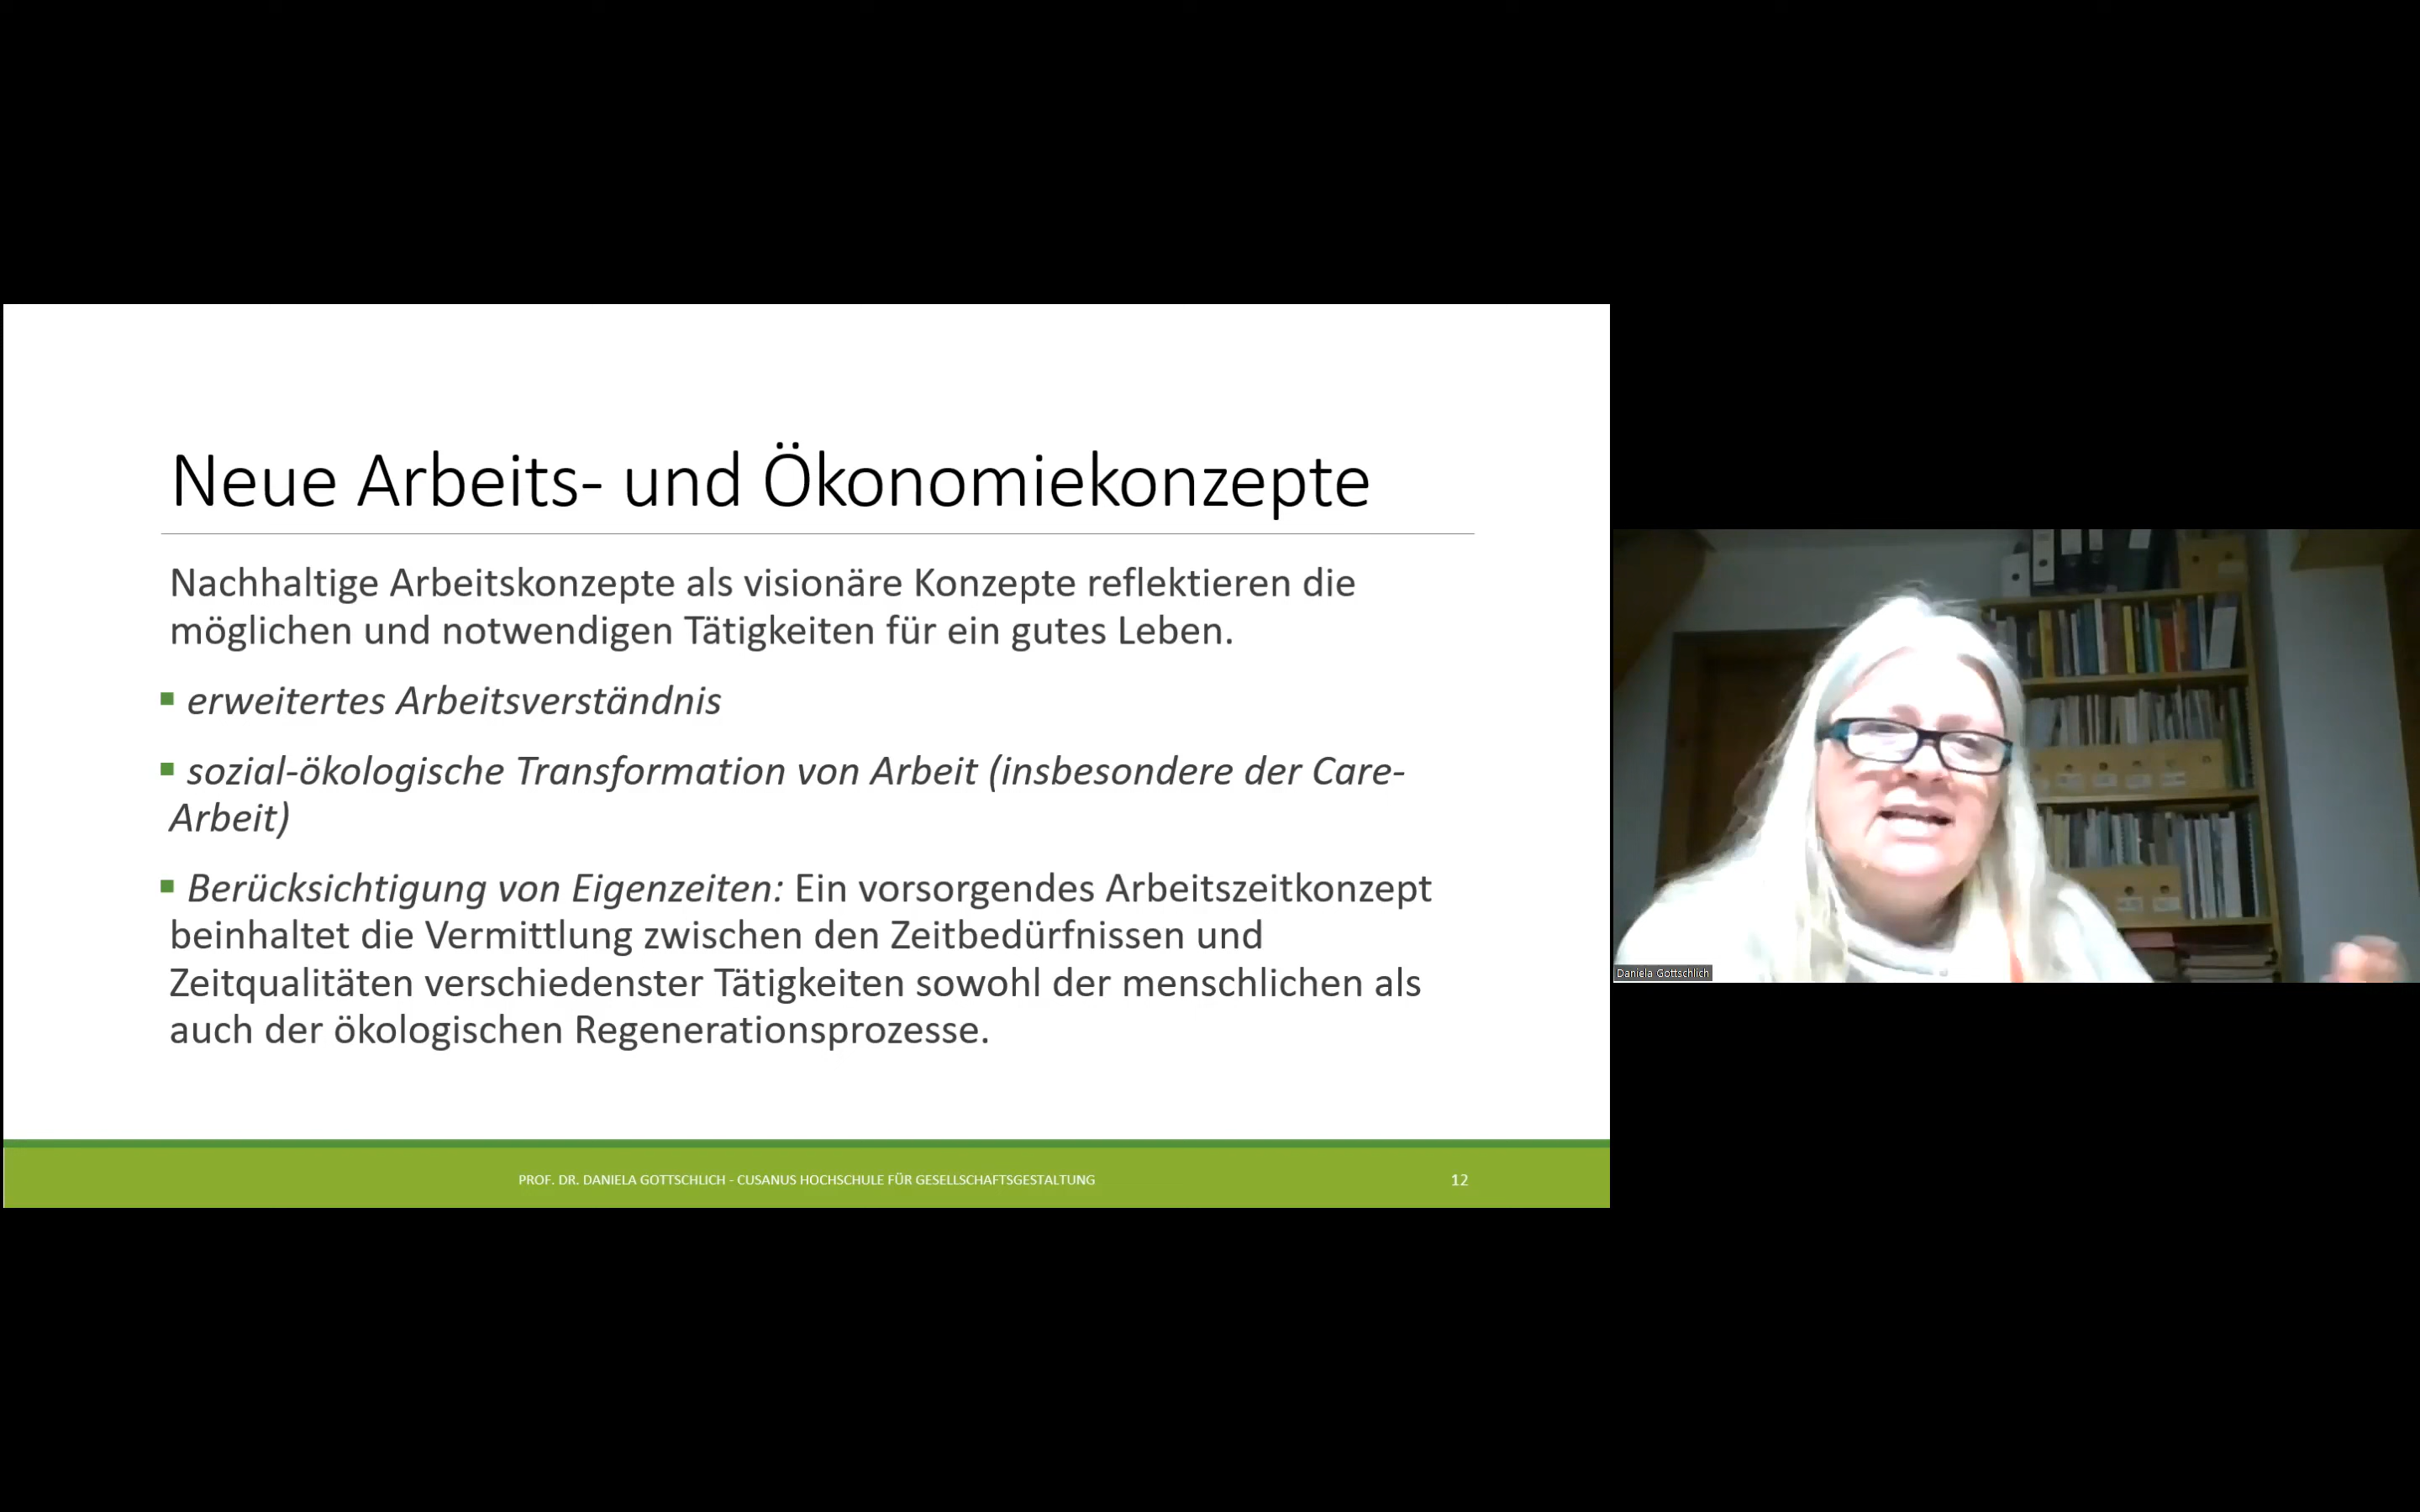 Neue Arbeits- und Ökonomiekonzepte
Nachhaltige Arbeitskonzepte als visionäre Konzepte reflektieren die
möglichen und notwendigen Tätigkeiten für ein gutes Leben.
▪ erweitertes Arbeitsverständnis
▪ sozial-ökologische Transformation von Arbeit (insbesondere der Care-
Arbeit)
▪ Berücksichtigung von Eigenzeiten: Ein vorsorgendes Arbeitszeitkonzept
beinhaltet die Vermittlung zwischen den Zeitbedürfnissen und
Zeitqualitäten verschiedenster Tätigkeiten sowohl der menschlichen als
auch der ökologischen Regenerationsprozesse.
PROF. DR. DANIELA GOTTSCHLICH - CUSANUS HOCHSCHULE FÜR GESELLSCHAFTSGESTALTUNG
12
Daniela Gottschlich